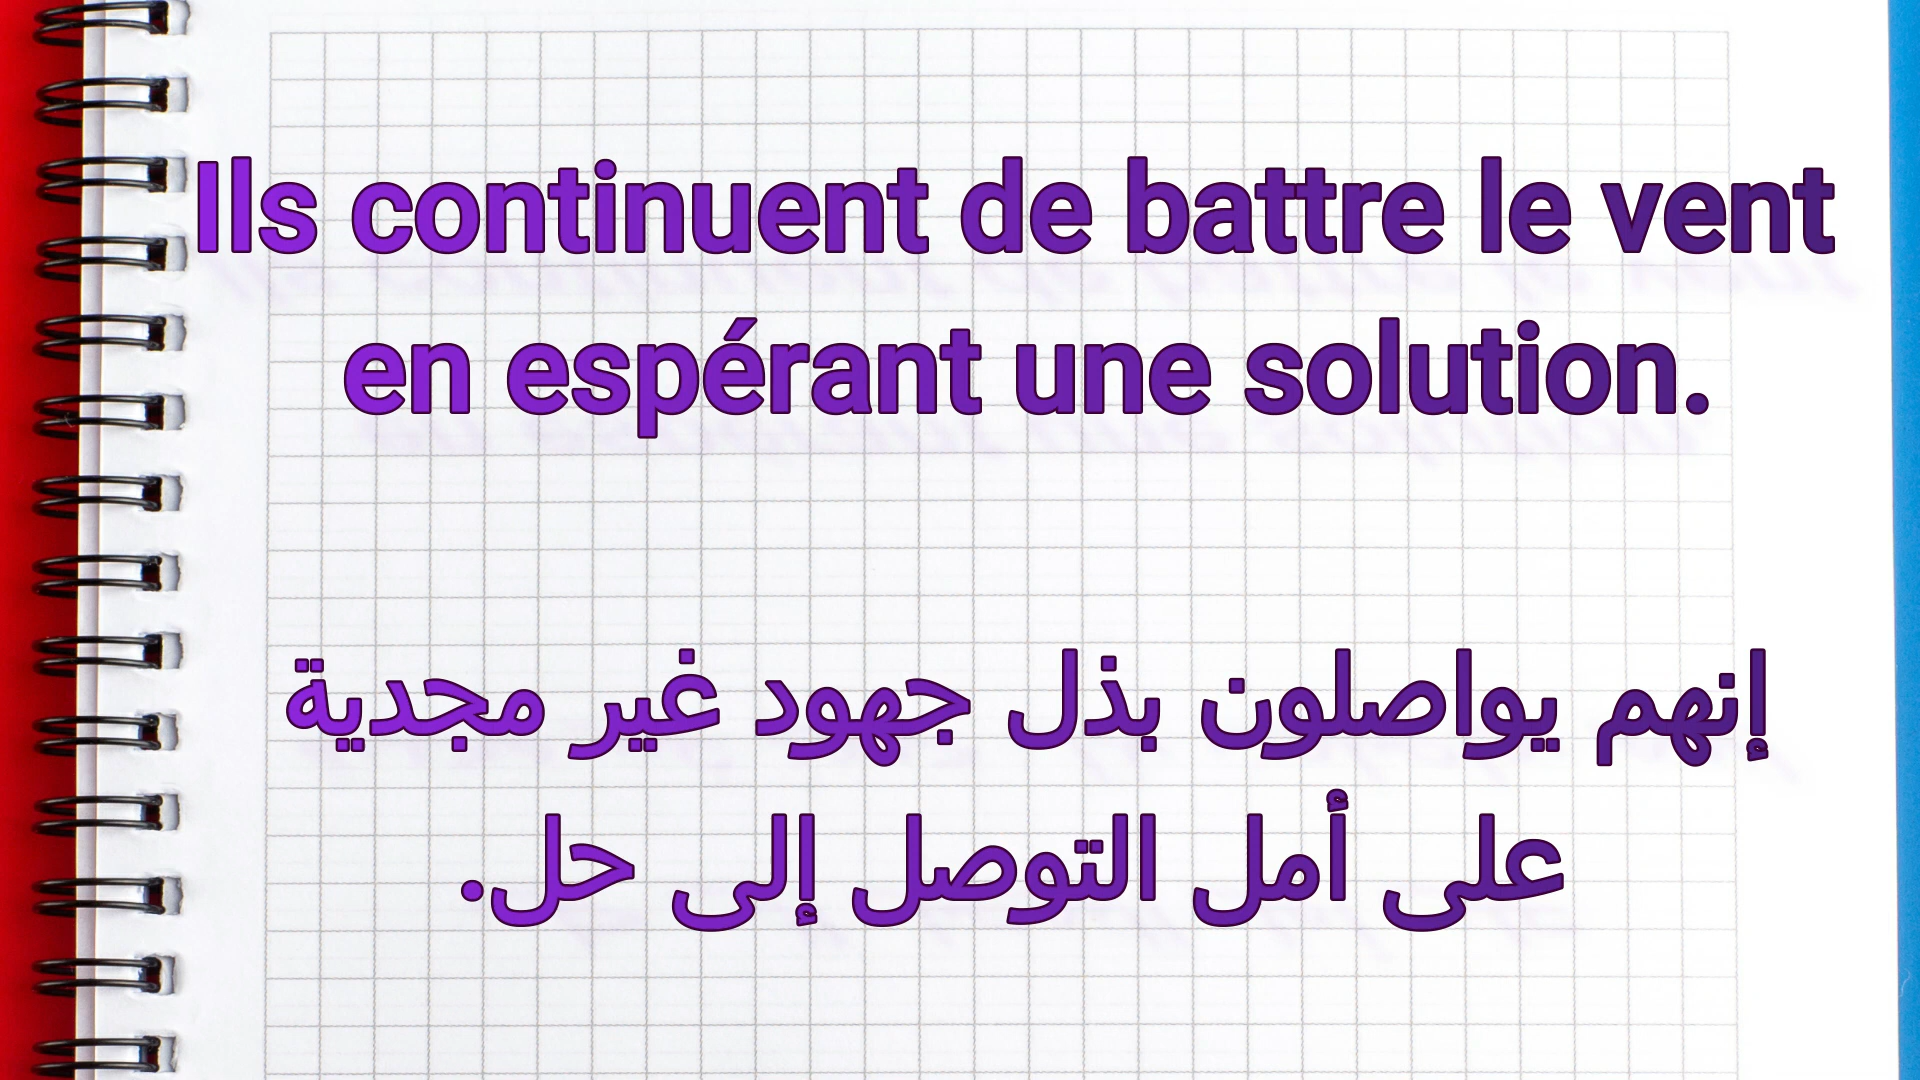 Ils continuent de battre le vent
en espérant une solution.
إنهم يواصلون بذل جهود غير مجدية
على أمل التوصل إلى حل.